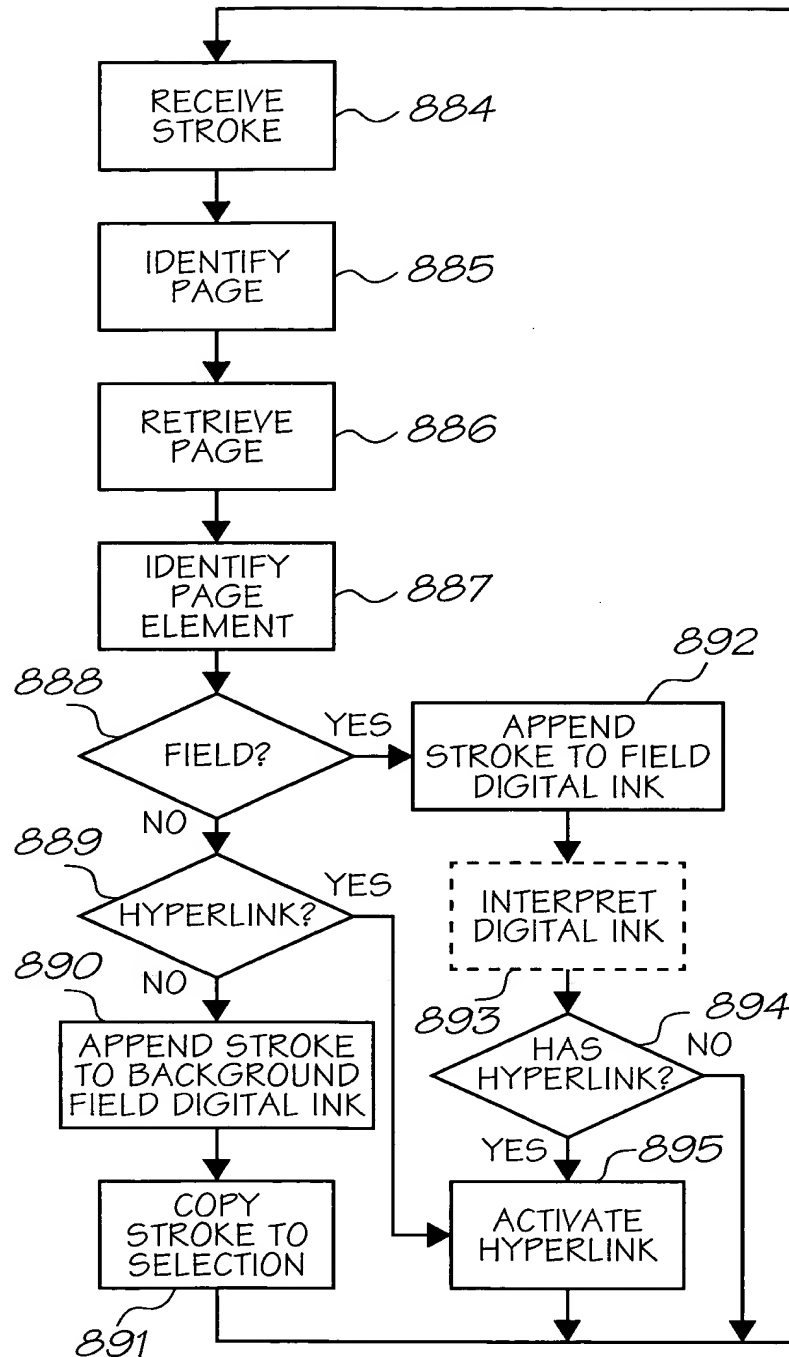 RECEIVE
STROKE
884
IDENTIFY
PAGE
885
RETRIEVE
PAGE
886
IDENTIFY
PAGE
ELEMENT
887
888
FIELD?
YES
NO
892
APPEND
STROKE TO FIELD
DIGITAL INK
889
HYPERLINK?
YES
NO
INTERPRET
DIGITAL INK
893
890
APPEND STROKE
TO BACKGROUND
FIELD DIGITAL INK
894
HAS
HYPERLINK?
NO
YES
895
COPY
STROKE TO
SELECTION
891
ACTIVATE
HYPERLINK